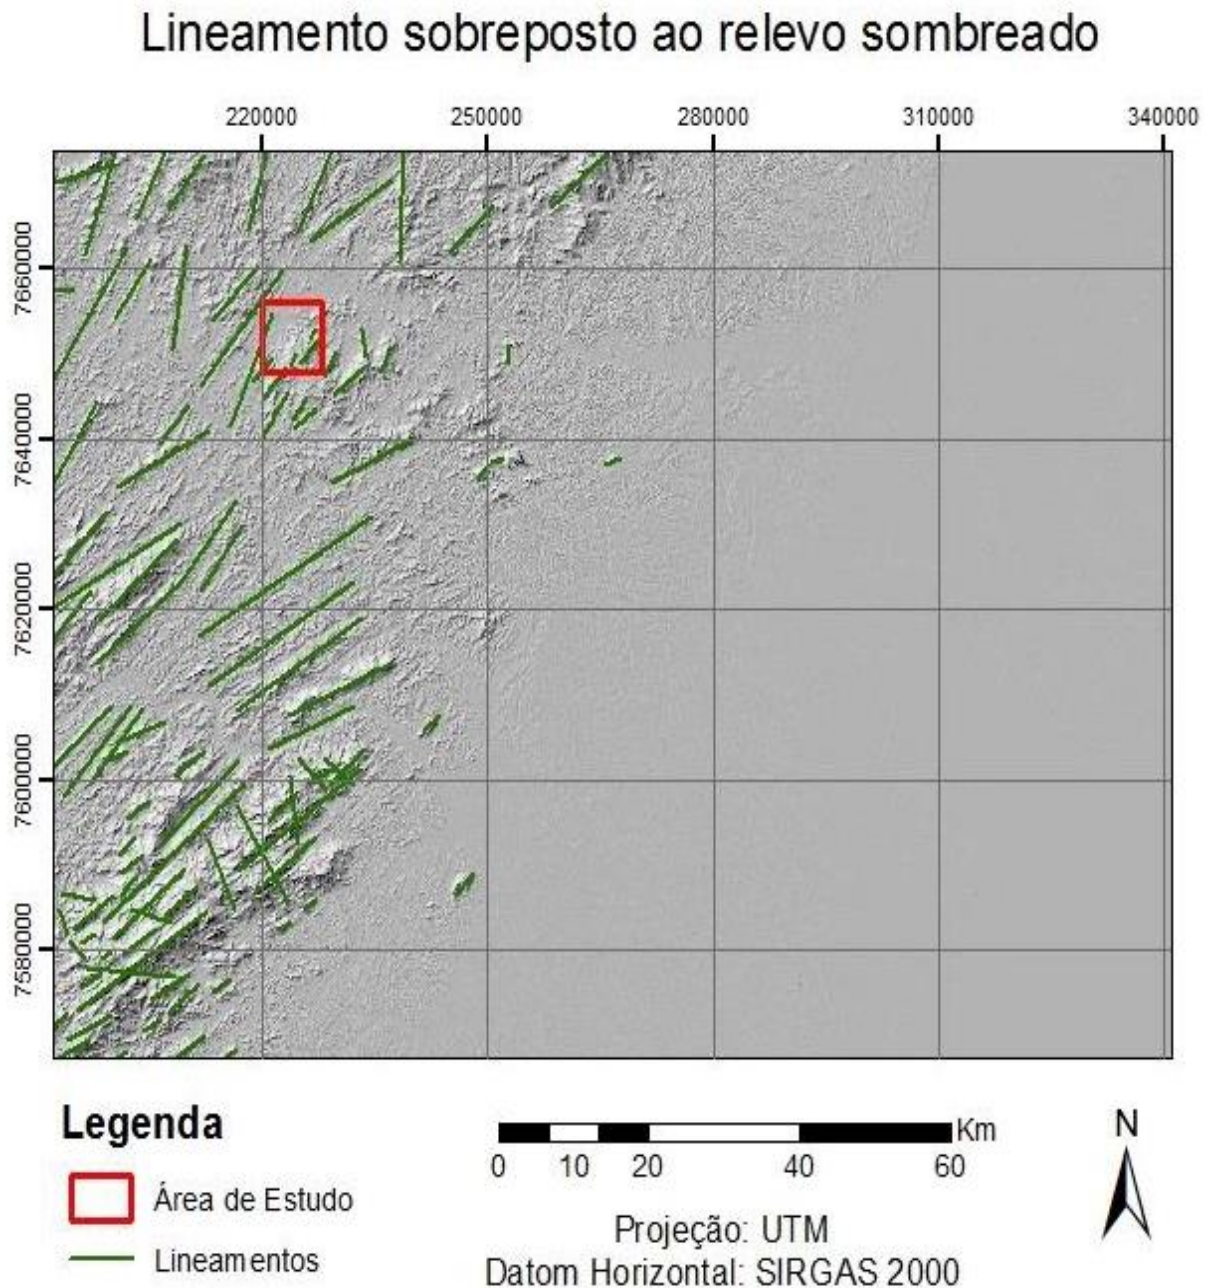 Lineamento sobreposto ao relevo sombreado
220000 250000 280000 310000 340000
7660000
7640000
7620000
7600000
7580000
Legenda
Área de Estudo
Lineamentos
Km
0 10 20 40 60
Projeção: UTM
Datom Horizontal: SIRGAS 2000
N